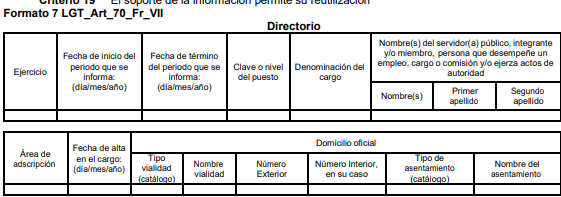 Criterio 19 El soporte de la información permite su reutilización
Formato 7 LGT_Art_70_Fr_VII
Directorio
Ejercicio
Fecha de inicio del
periodo que se
informa:
(día/mes/año)
Fecha de término
del periodo que se
informa:
(día/mes/año)
Clave o nivel
del puesto
Denominación del
cargo
Nombre(s) del servidor(a) público, integrante
y/o miembro, persona que desempeñe un
empleo, cargo o comisión y/o ejerza actos de
autoridad
Nombre(s)
Primer
apellido
Segundo
apellido
Área de
adscripción
Fecha de alta
en el cargo:
(día/mes/año)
Domicilio oficial
Tipo
vialidad
(catálogo)
Nombre
vialidad
Número
Exterior
Número Interior,
en su caso
Tipo de
asentamiento
(catálogo)
Nombre del
asentamiento